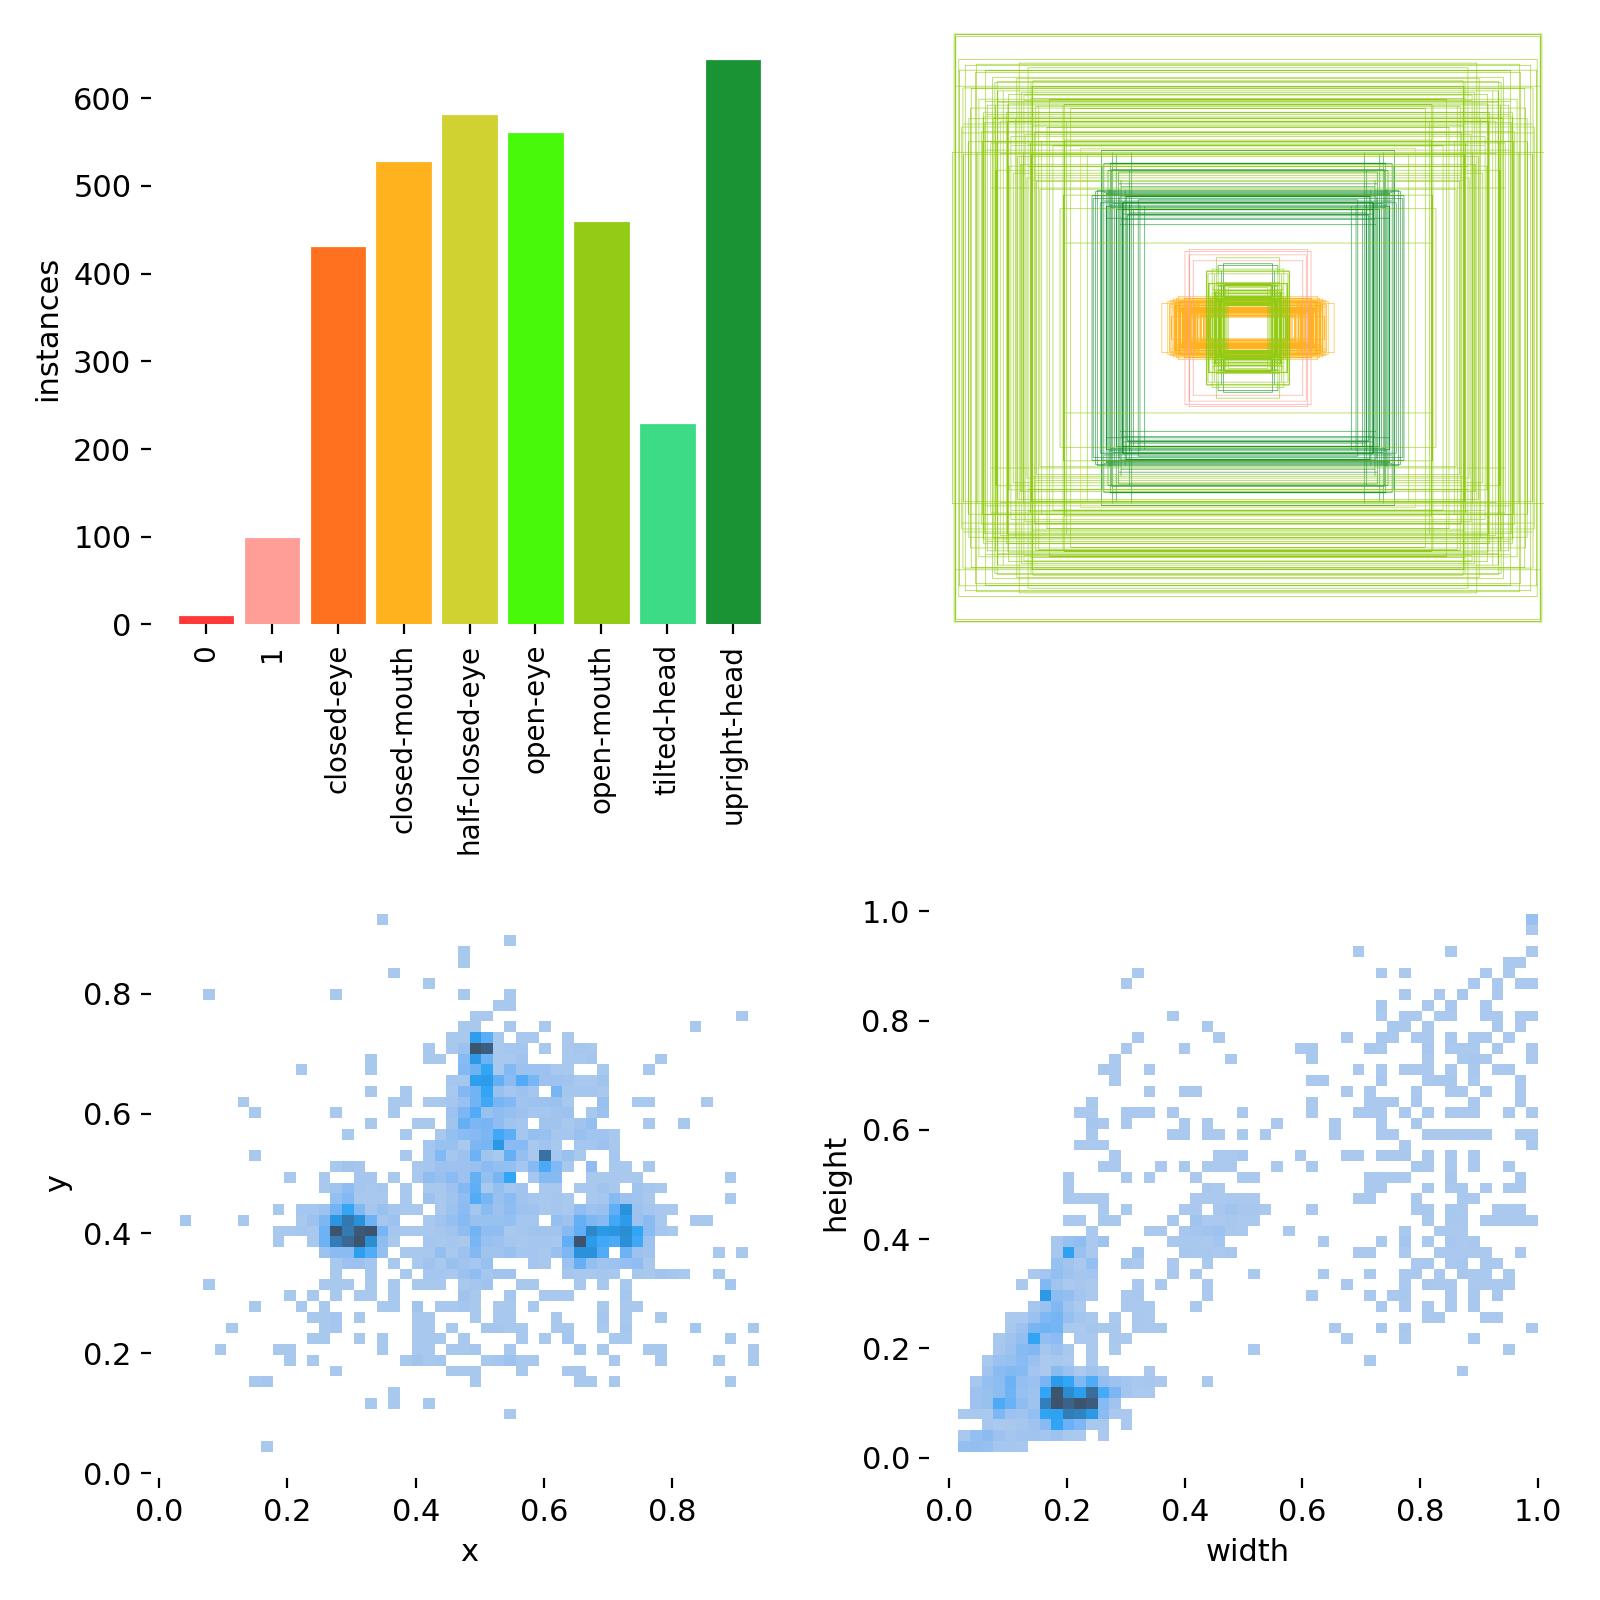 600
500
400
300
200
100
0
instances
0
1
closed-eye
closed-mouth
half-closed-eye
open-eye
open-mouth
tilted-head
upright-head
0.8
0.6
0.4
0.2
0.0
y
0.0 0.2 0.4 0.6 0.8
x
1.0
0.8
0.6
0.4
0.2
0.0
height
0.0 0.2 0.4 0.6 0.8 1.0
width